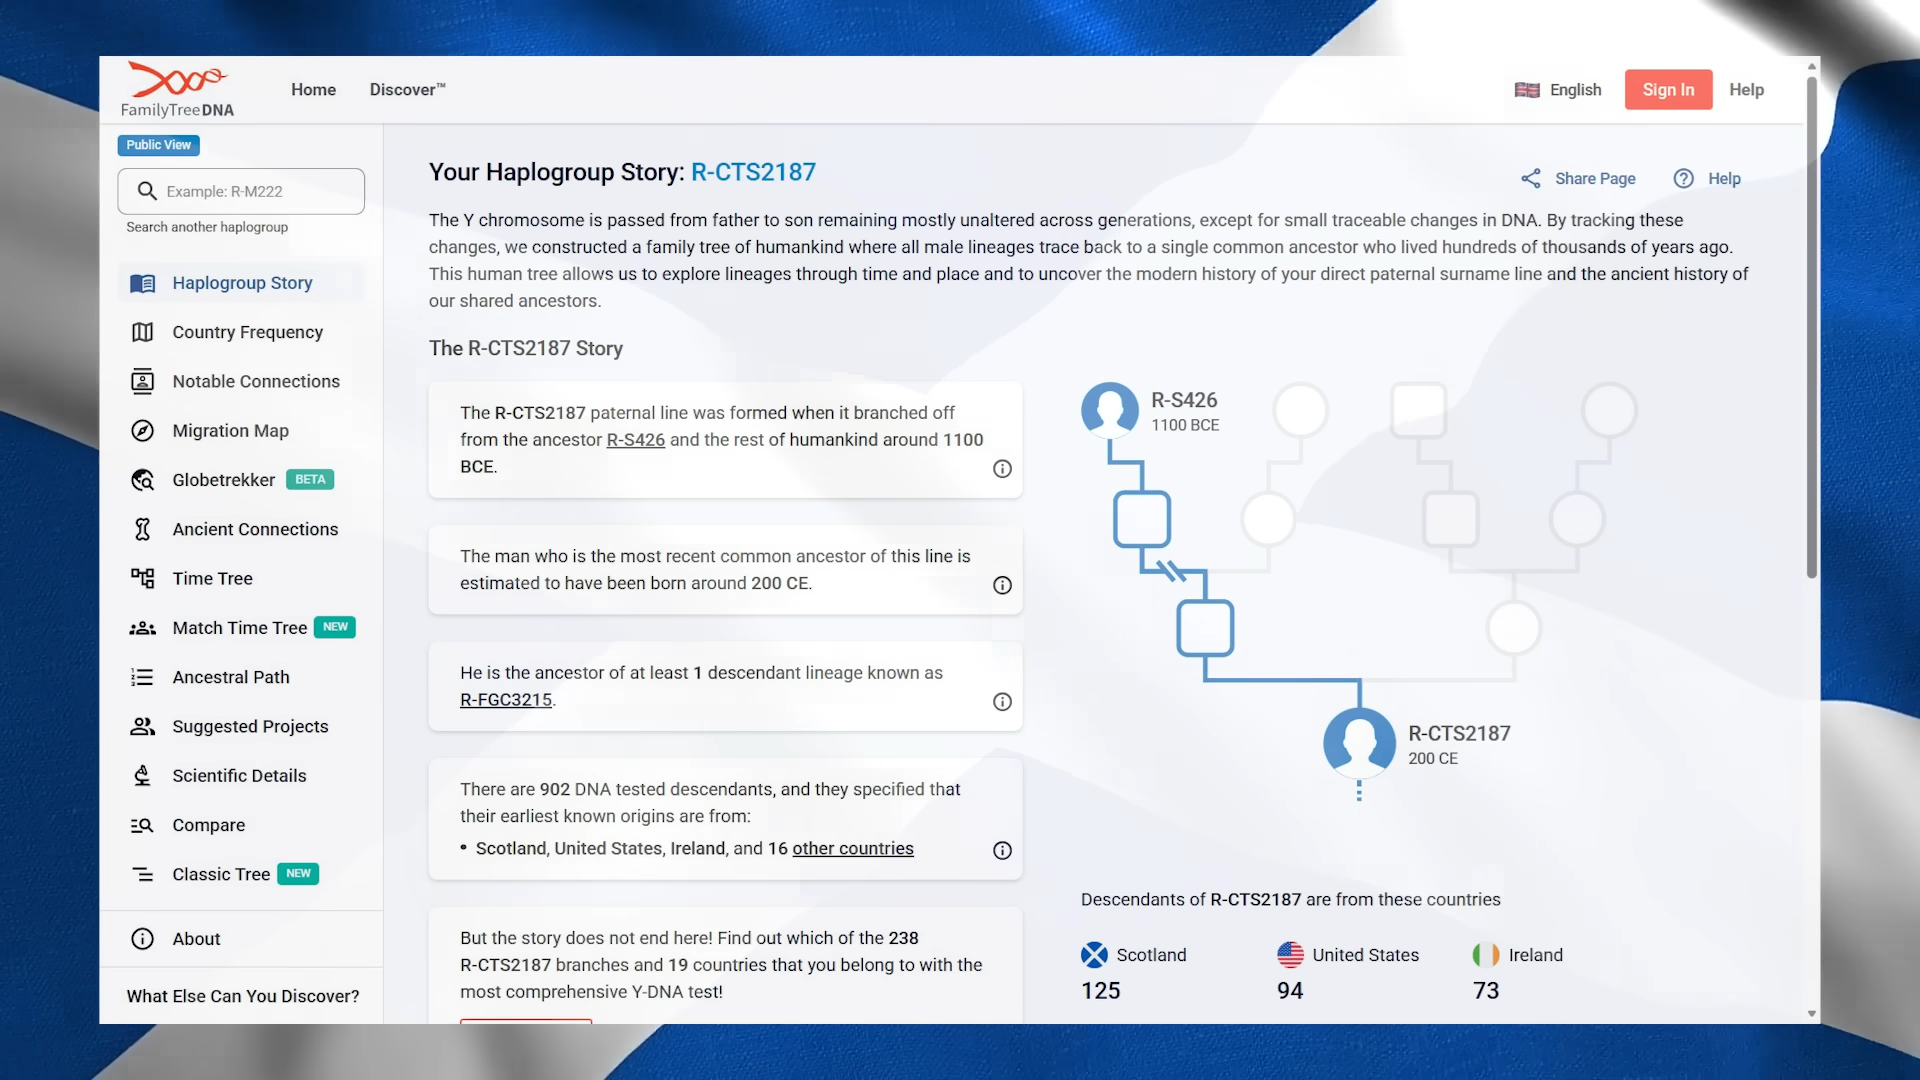 FamilyTreeDNA
Home
Discover™
English
Sign In
Help
Public View
Example: R-M222
Search another haplogroup
Haplogroup Story
Country Frequency
Notable Connections
Migration Map
Globetrekker BETA
Ancient Connections
Time Tree
Match Time Tree NEW
Ancestral Path
Suggested Projects
Scientific Details
Compare
Classic Tree NEW
About
What Else Can You Discover?
Your Haplogroup Story: R-CTS2187
Share Page
Help
The Y chromosome is passed from father to son remaining mostly unaltered across generations, except for small traceable changes in DNA. By tracking these
changes, we constructed a family tree of humankind where all male lineages trace back to a single common ancestor who lived hundreds of thousands of years ago.
This human tree allows us to explore lineages through time and place and to uncover the modern history of your direct paternal surname line and the ancient history of
our shared ancestors.
The R-CTS2187 Story
The R-CTS2187 paternal line was formed when it branched off
from the ancestor R-S426 and the rest of humankind around 1100
BCE.
The man who is the most recent common ancestor of this line is
estimated to have been born around 200 CE.
He is the ancestor of at least 1 descendant lineage known as
R-FGC3215.
There are 902 DNA tested descendants, and they specified that
their earliest known origins are from:
• Scotland, United States, Ireland, and 16 other countries
But the story does not end here! Find out which of the 238
R-CTS2187 branches and 19 countries that you belong to with the
most comprehensive Y-DNA test!
R-S426
1100 BCE
R-CTS2187
200 CE
Descendants of R-CTS2187 are from these countries
Scotland
125
United States
94
Ireland
73